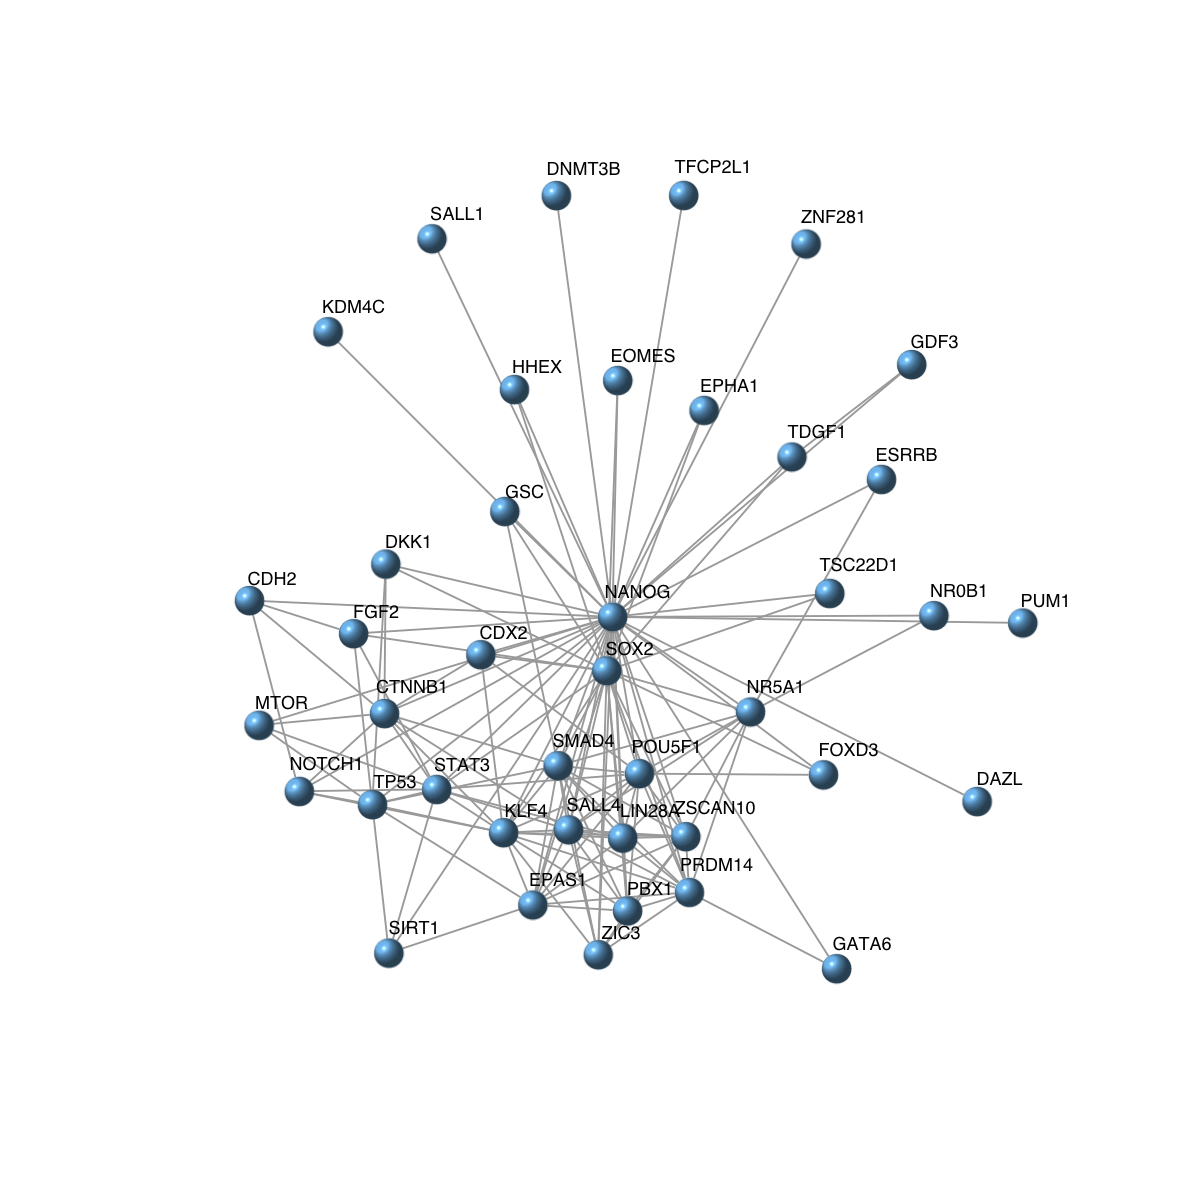 TFCP2L1
DNMT3B
SALL1
ZNF281
KDM4C
GDF3
EOMES
HHEX
EPHA1
TDGF1
ESRRB
GSC
DKK1
TSC22D1
CDH2
NR0B1
NANOG
PUM1
FGF2
CDX2
SOX2
CTNNB1
NR5A1
MTOR
SMAD4
POU5F1
FOXD3
NOTCH1
STAT3
DAZL
TP53
SALL4
ZSCAN10
KLF4
LIN28A
PRDM14
EPAS1
PBX1
SIRT1
ZIC3
GATA6